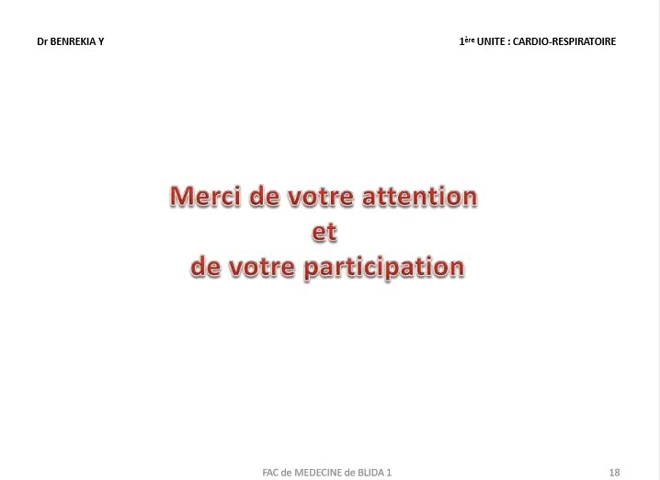 Dr BENREKIA Y
1ère UNITE : CARDIO-RESPIRATOIRE
Merci de votre attention
et
de votre participation
FAC de MEDECINE de BLIDA 1
18